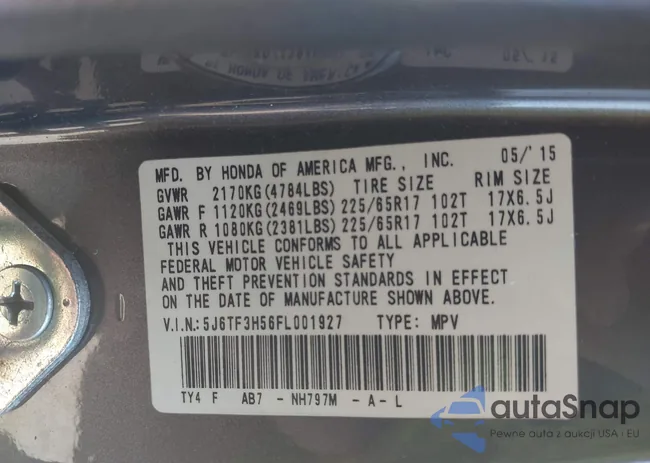 MFD. BY HONDA OF AMERICA MFG., INC. 05/'15
GVWR 2170KG(4784LBS) TIRE SIZE RIM SIZE
GAWR F 1120KG(2469LBS) 225/65R17 102T 17X6.5J
GAWR R 1080KG(2381LBS) 225/65R17 102T 17X6.5J
THIS VEHICLE CONFORMS TO ALL APPLICABLE
FEDERAL MOTOR VEHICLE SAFETY
AND THEFT PREVENTION STANDARDS IN EFFECT
ON THE DATE OF MANUFACTURE SHOWN ABOVE.
V.I.N.:5J6TF3H56FL001927 TYPE: MPV
TY4 F AB7 - NH797M - A - L
autaSnap
Pewne auta z aukcji USA i EU